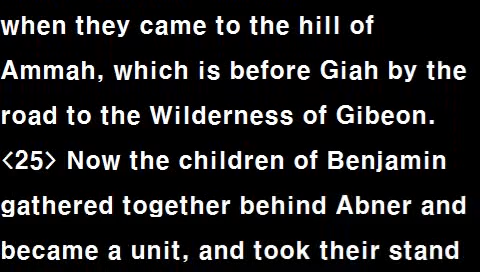 when they came to the hill of
Ammah, which is before Giah by the
road to the Wilderness of Gibeon.
<25> Now the children of Benjamin
gathered together behind Abner and
became a unit, and took their stand